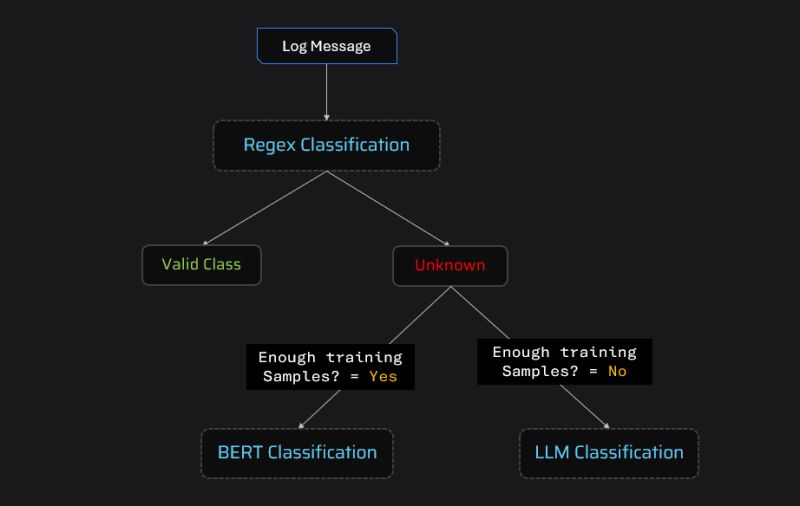 Log Message
Regex Classification
Valid Class
Unknown
Enough training
Samples? = Yes
Enough training
Samples? = No
BERT Classification
LLM Classification